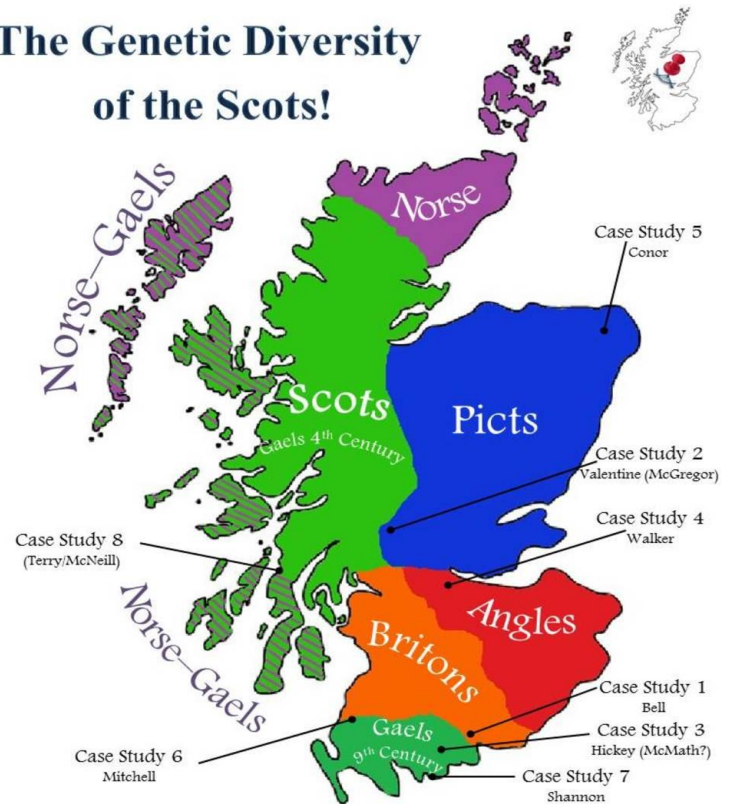 The Genetic Diversity
of the Scots!
Norse
Norse–Gaels
Case Study 5
Conor
Scots
Gaels 4th Century
Picts
Case Study 2
Valentine (McGregor)
Case Study 4
Walker
Case Study 8
(Terry/McNeill)
Norse–Gaels
Angles
Britons
Case Study 1
Bell
Gaels
9th Century
Case Study 3
Hickey (McMath?)
Case Study 6
Mitchell
Case Study 7
Shannon